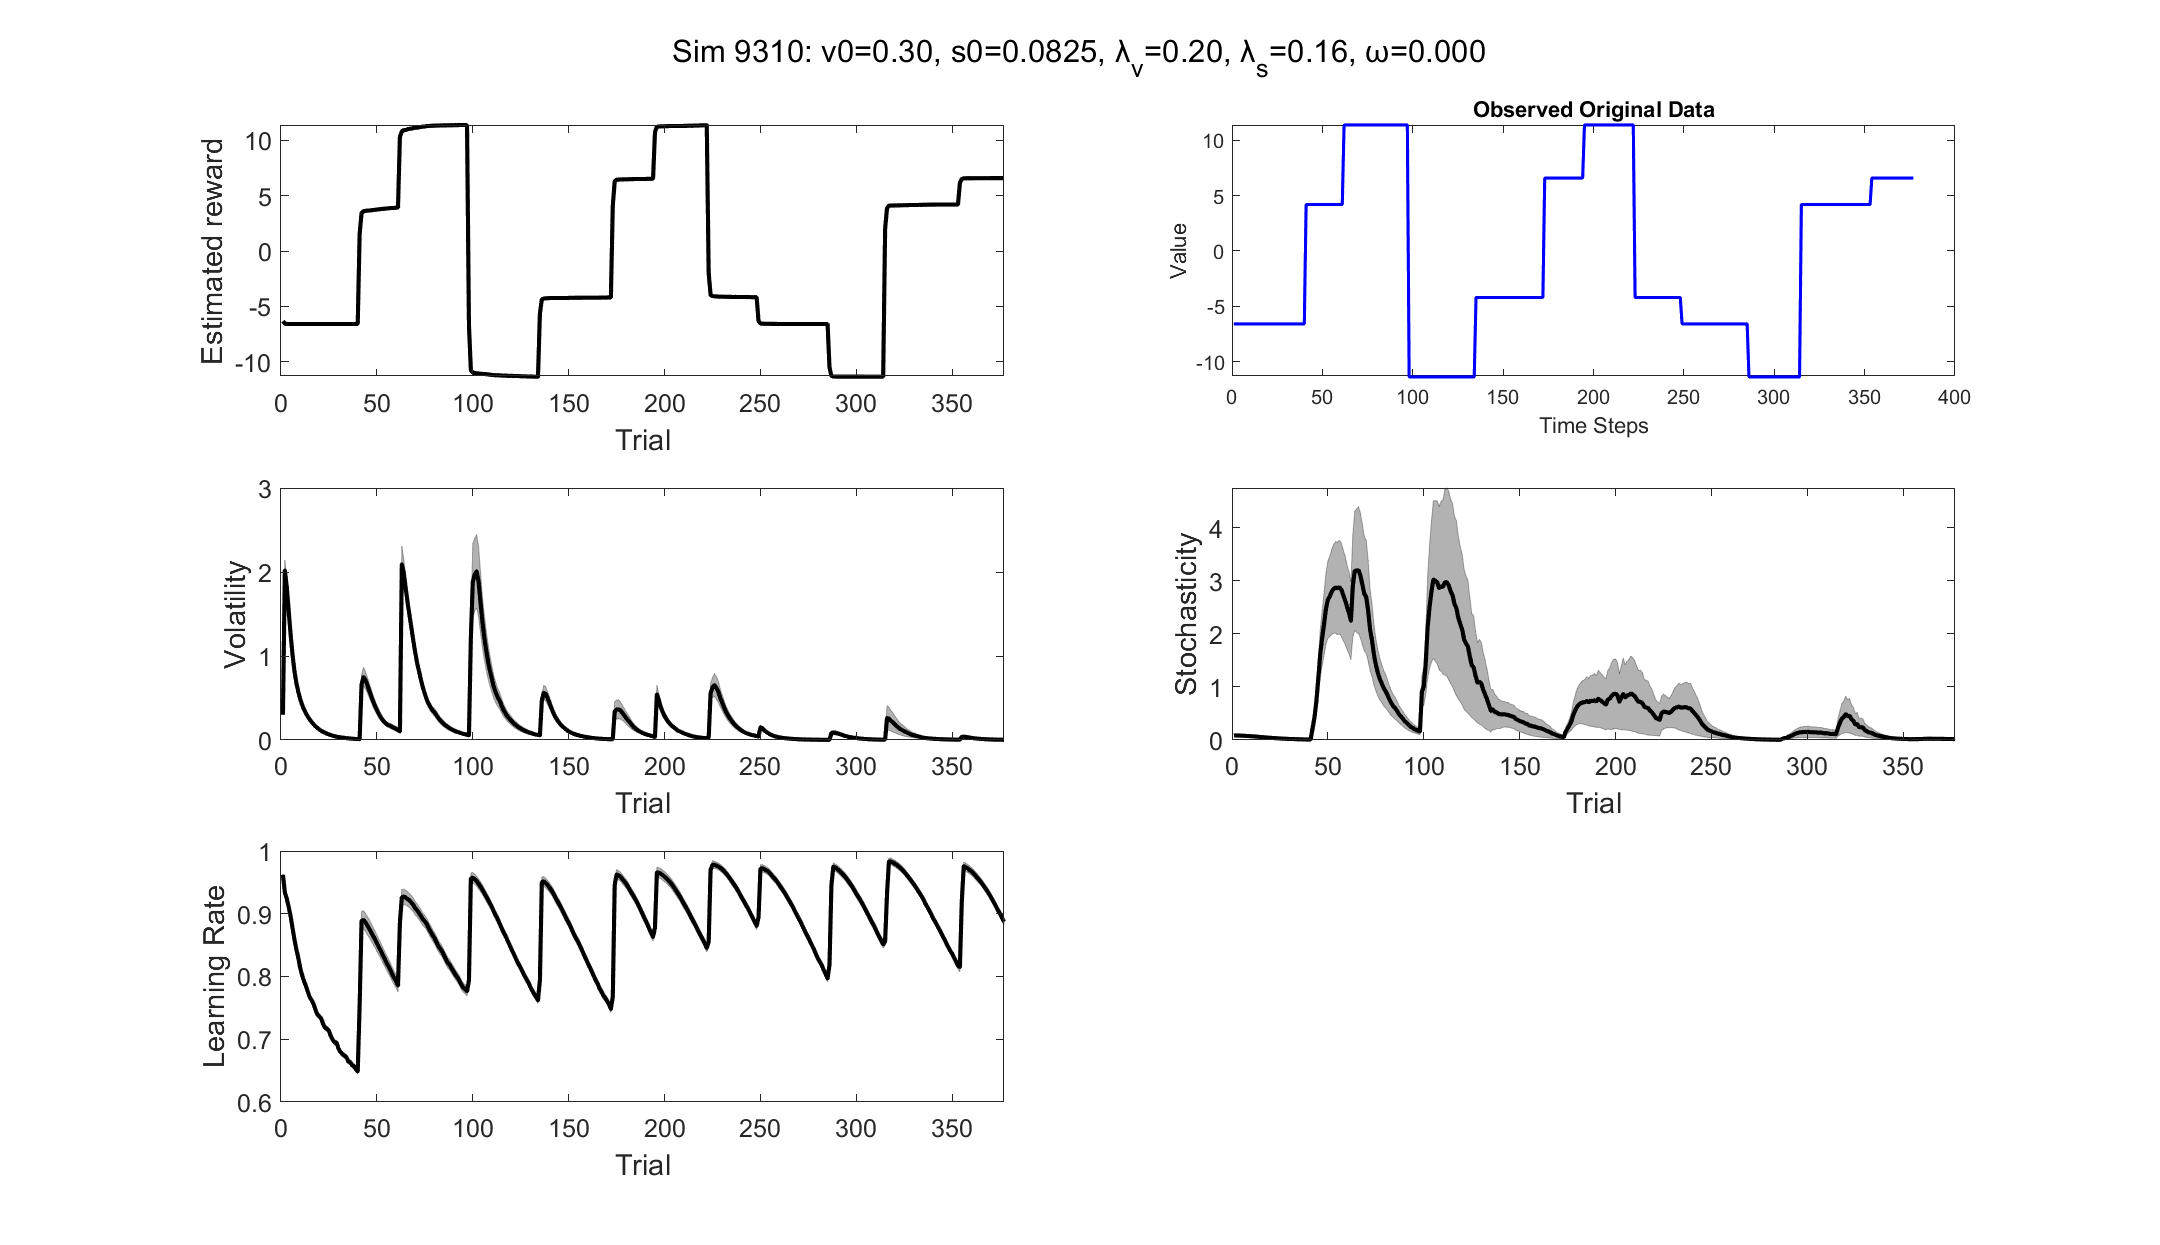 Sim 9310: v0=0.30, s0=0.0825, λv=0.20, λs=0.16, ω=0.000
Estimated reward
10
5
0
-5
-10
0 50 100 150 200 250 300 350
Trial
Observed Original Data
Value
10
5
0
-5
-10
0 50 100 150 200 250 300 350 400
Time Steps
Volatility
3
2
1
0
0 50 100 150 200 250 300 350
Trial
Stochasticity
4
3
2
1
0
0 50 100 150 200 250 300 350
Trial
Learning Rate
1
0.9
0.8
0.7
0.6
0 50 100 150 200 250 300 350
Trial